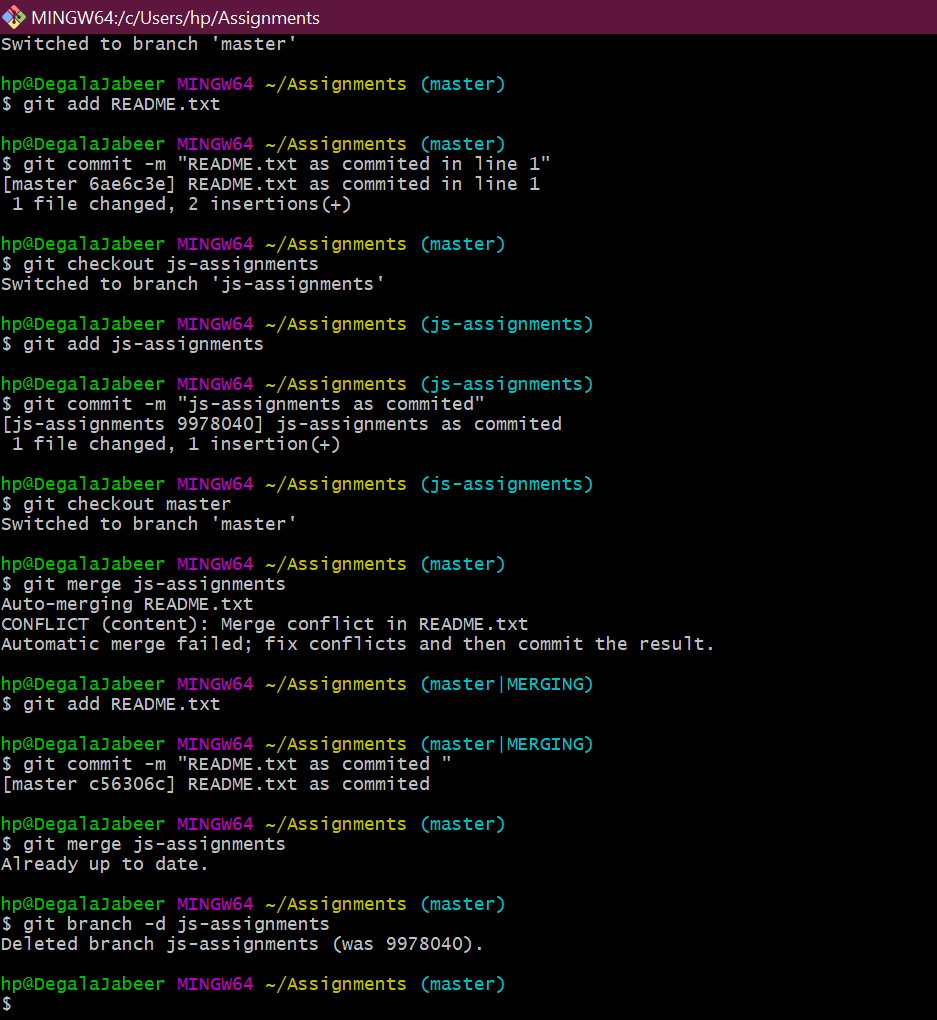 MINGW64:/c/Users/hp/Assignments
Switched to branch 'master'
hp@DegalaJabeer MINGW64 ~/Assignments (master)
$ git add README.txt
hp@DegalaJabeer MINGW64 ~/Assignments (master)
$ git commit -m "README.txt as commited in line 1"
[master 6ae6c3e] README.txt as commited in line 1
 1 file changed, 2 insertions(+)
hp@DegalaJabeer MINGW64 ~/Assignments (master)
$ git checkout js-assignments
Switched to branch 'js-assignments'
hp@DegalaJabeer MINGW64 ~/Assignments (js-assignments)
$ git add js-assignments
hp@DegalaJabeer MINGW64 ~/Assignments (js-assignments)
$ git commit -m "js-assignments as commited"
[js-assignments 9978040] js-assignments as commited
 1 file changed, 1 insertion(+)
hp@DegalaJabeer MINGW64 ~/Assignments (js-assignments)
$ git checkout master
Switched to branch 'master'
hp@DegalaJabeer MINGW64 ~/Assignments (master)
$ git merge js-assignments
Auto-merging README.txt
CONFLICT (content): Merge conflict in README.txt
Automatic merge failed; fix conflicts and then commit the result.
hp@DegalaJabeer MINGW64 ~/Assignments (master|MERGING)
$ git add README.txt
hp@DegalaJabeer MINGW64 ~/Assignments (master|MERGING)
$ git commit -m "README.txt as commited "
[master c56306c] README.txt as commited
hp@DegalaJabeer MINGW64 ~/Assignments (master)
$ git merge js-assignments
Already up to date.
hp@DegalaJabeer MINGW64 ~/Assignments (master)
$ git branch -d js-assignments
Deleted branch js-assignments (was 9978040).
hp@DegalaJabeer MINGW64 ~/Assignments (master)
$